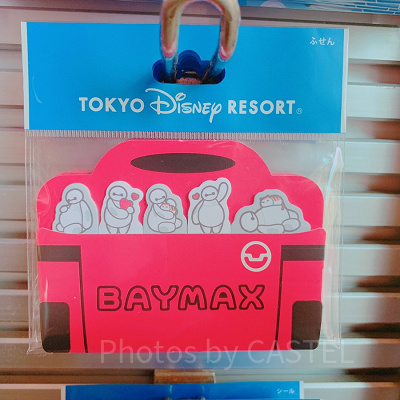 ふせん
TOKYO Disney RESORT®
BAYMAX
Photos by CASTEL
シール